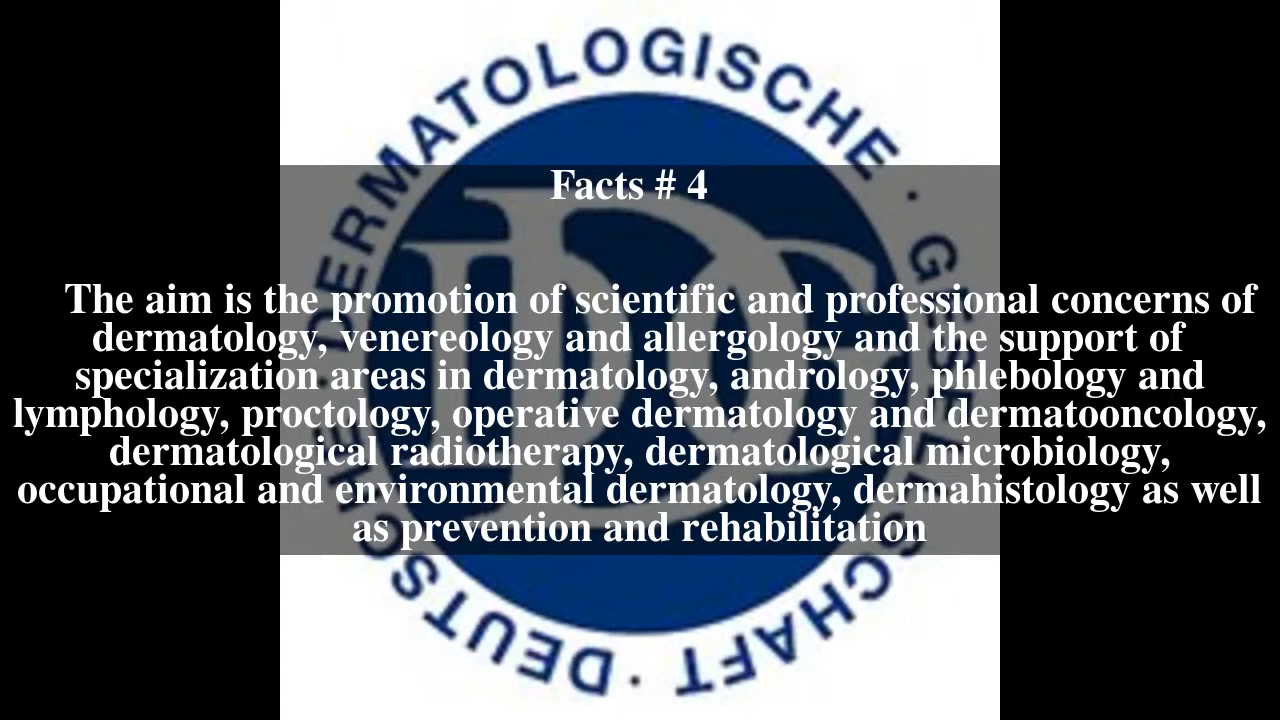 DEUTSCHE · DERMATOLOGISCHE · GESELLSCHAFT ·
DDG
Facts # 4
The aim is the promotion of scientific and professional concerns of
dermatology, venereology and allergology and the support of
specialization areas in dermatology, andrology, phlebology and
lymphology, proctology, operative dermatology and dermatooncology,
dermatological radiotherapy, dermatological microbiology,
occupational and environmental dermatology, dermahistology as well
as prevention and rehabilitation